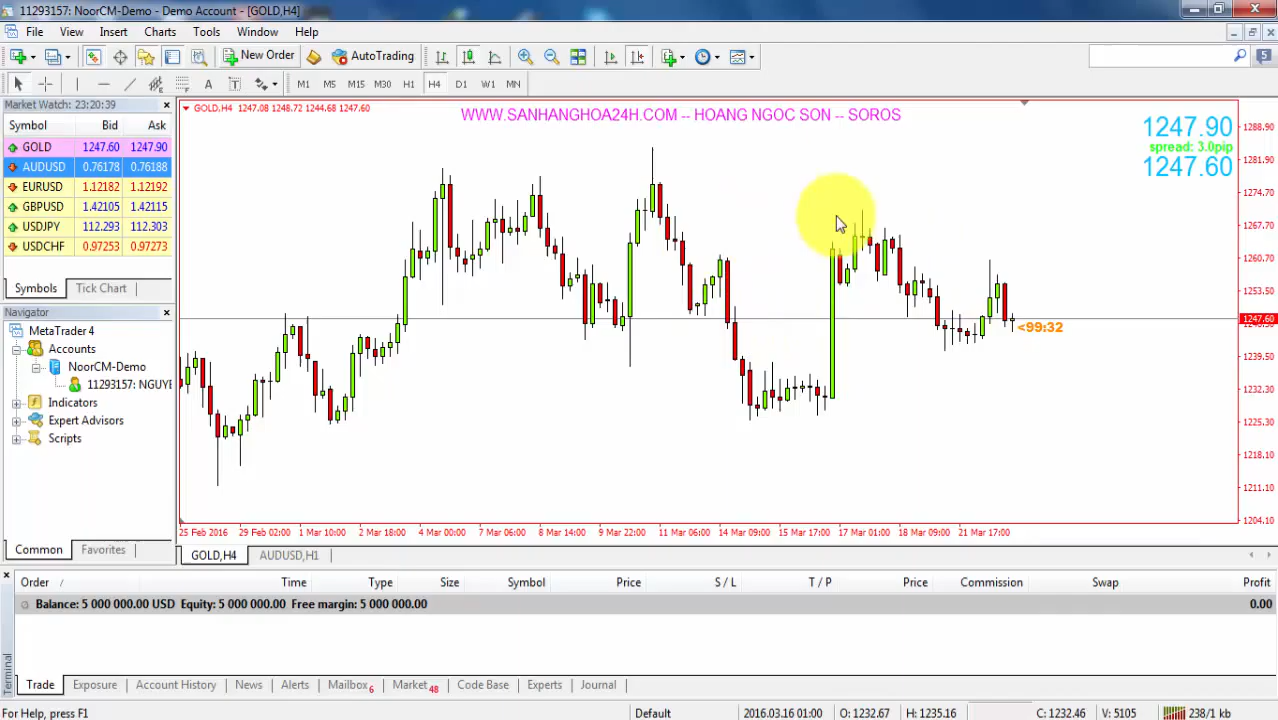 11293157: NoorCM-Demo - Demo Account - [GOLD,H4]
File View Insert Charts Tools Window Help
New Order AutoTrading 5
A T M1 M5 M15 M30 H1 H4 D1 W1 MN
Market Watch: 23:20:39
Symbol Bid Ask
GOLD 1247.60 1247.90
AUDUSD 0.76178 0.76188
EURUSD 1.12182 1.12192
GBPUSD 1.42105 1.42115
USDJPY 112.293 112.303
USDCHF 0.97253 0.97273
Symbols Tick Chart
Navigator
MetaTrader 4
Accounts
NoorCM-Demo
11293157: NGUYE
Indicators
Expert Advisors
Scripts
Common Favorites
GOLD,H4 1247.08 1248.72 1244.68 1247.60
WWW.SANHANGHOA24H.COM -- HOANG NGOC SON -- SOROS
1247.90
spread: 3.0pip
1247.60
<99:32
1288.90
1281.90
1274.70
1267.70
1260.70
1253.50
1247.60
1239.50
1232.30
1225.30
1218.10
1211.10
1204.10
25 Feb 2016 29 Feb 02:00 1 Mar 10:00 2 Mar 18:00 4 Mar 00:00 7 Mar 06:00 8 Mar 14:00 9 Mar 22:00 11 Mar 06:00 14 Mar 09:00 15 Mar 17:00 17 Mar 01:00 18 Mar 09:00 21 Mar 17:00
GOLD,H4 AUDUSD,H1
Order / Time Type Size Symbol Price S / L T / P Price Commission Swap Profit
Balance: 5 000 000.00 USD Equity: 5 000 000.00 Free margin: 5 000 000.00 0.00
Terminal
Trade Exposure Account History News Alerts Mailbox 6 Market 48 Code Base Experts Journal
For Help, press F1 Default 2016.03.16 01:00 O: 1232.67 H: 1235.16 C: 1232.46 V: 5105 238/1 kb